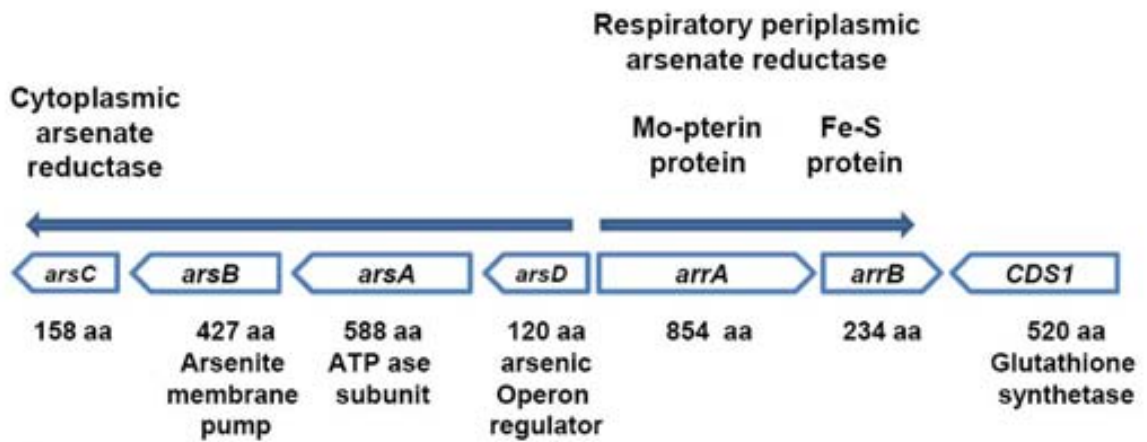 Respiratory periplasmic
arsenate reductase
Cytoplasmic
arsenate
reductase
Mo-pterin
protein
Fe-S
protein
arsC
arsB
arsA
arsD
arrA
arrB
CDS1
158 aa
427 aa
Arsenite
membrane
pump
588 aa
ATP ase
subunit
120 aa
arsenic
Operon
regulator
854 aa
234 aa
520 aa
Glutathione
synthetase